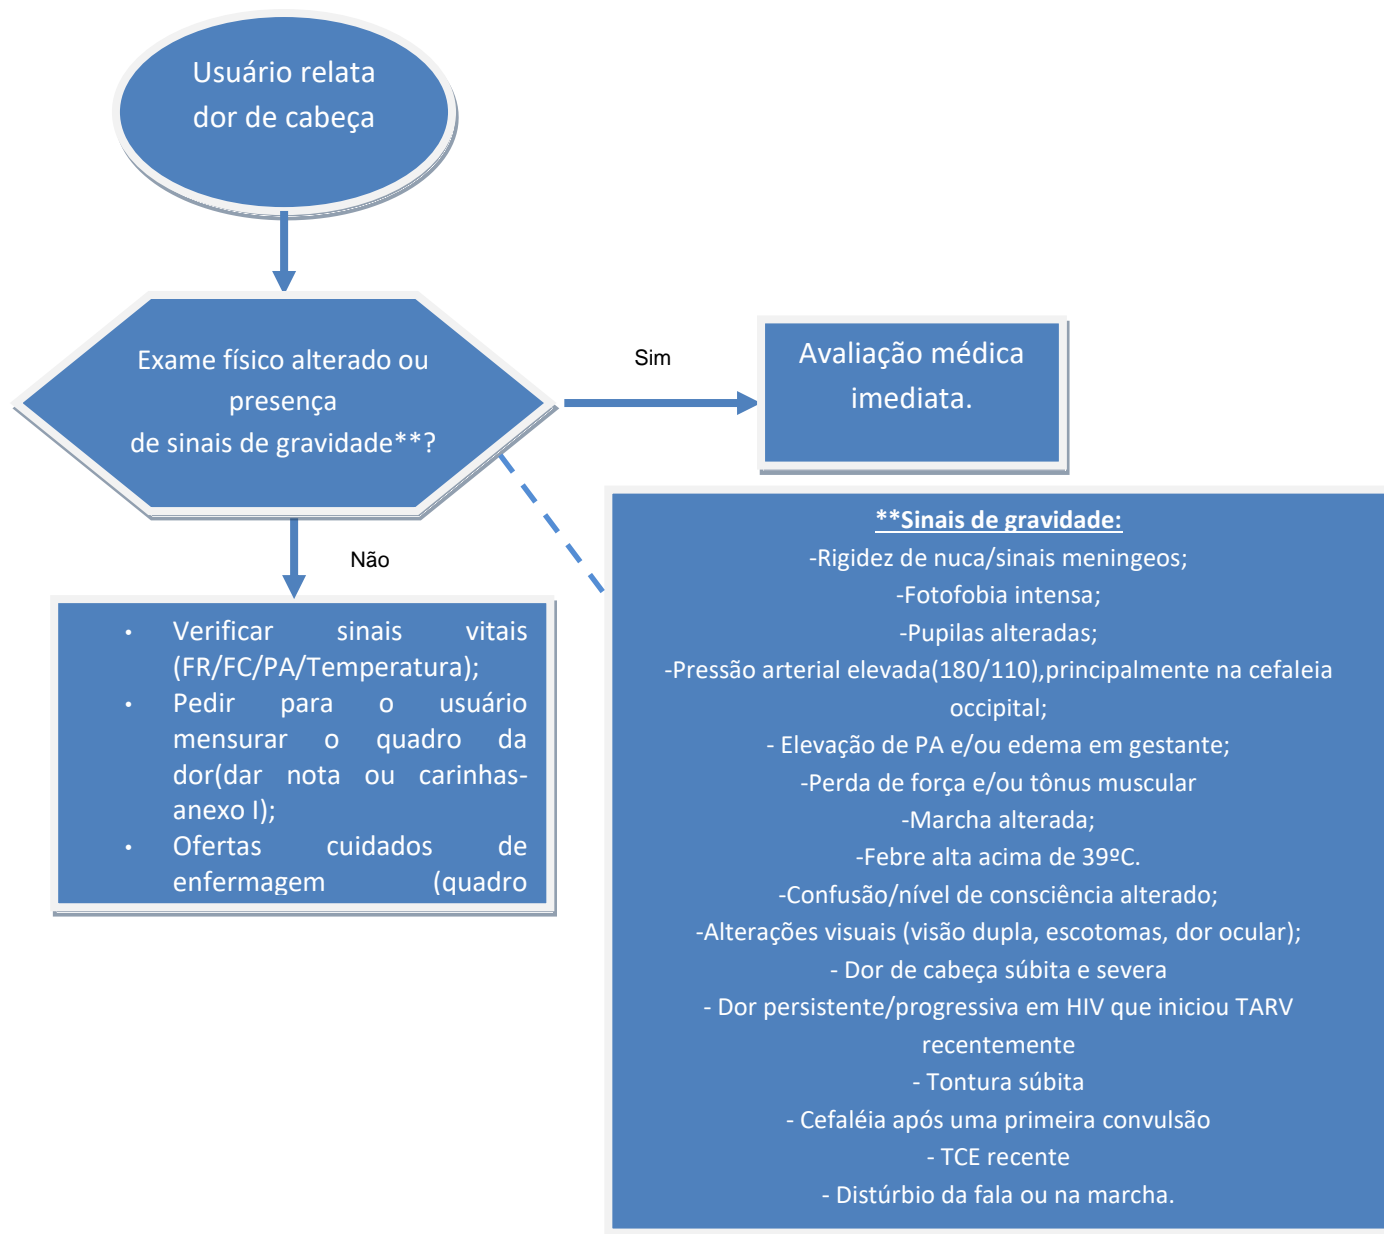 Usuário relata
dor de cabeça
Exame físico alterado ou
presença
de sinais de gravidade**?
Sim
Avaliação médica
imediata.
Não
• Verificar sinais vitais
(FR/FC/PA/Temperatura);
• Pedir para o usuário
mensurar o quadro da
dor(dar nota ou carinhas-
anexo I);
• Ofertas cuidados de
enfermagem (quadro
**Sinais de gravidade:
-Rigidez de nuca/sinais meningeos;
-Fotofobia intensa;
-Pupilas alteradas;
-Pressão arterial elevada(180/110),principalmente na cefaleia
occipital;
- Elevação de PA e/ou edema em gestante;
-Perda de força e/ou tônus muscular
-Marcha alterada;
-Febre alta acima de 39ºC.
-Confusão/nível de consciência alterado;
-Alterações visuais (visão dupla, escotomas, dor ocular);
- Dor de cabeça súbita e severa
- Dor persistente/progressiva em HIV que iniciou TARV
recentemente
- Tontura súbita
- Cefaléia após uma primeira convulsão
- TCE recente
- Distúrbio da fala ou na marcha.